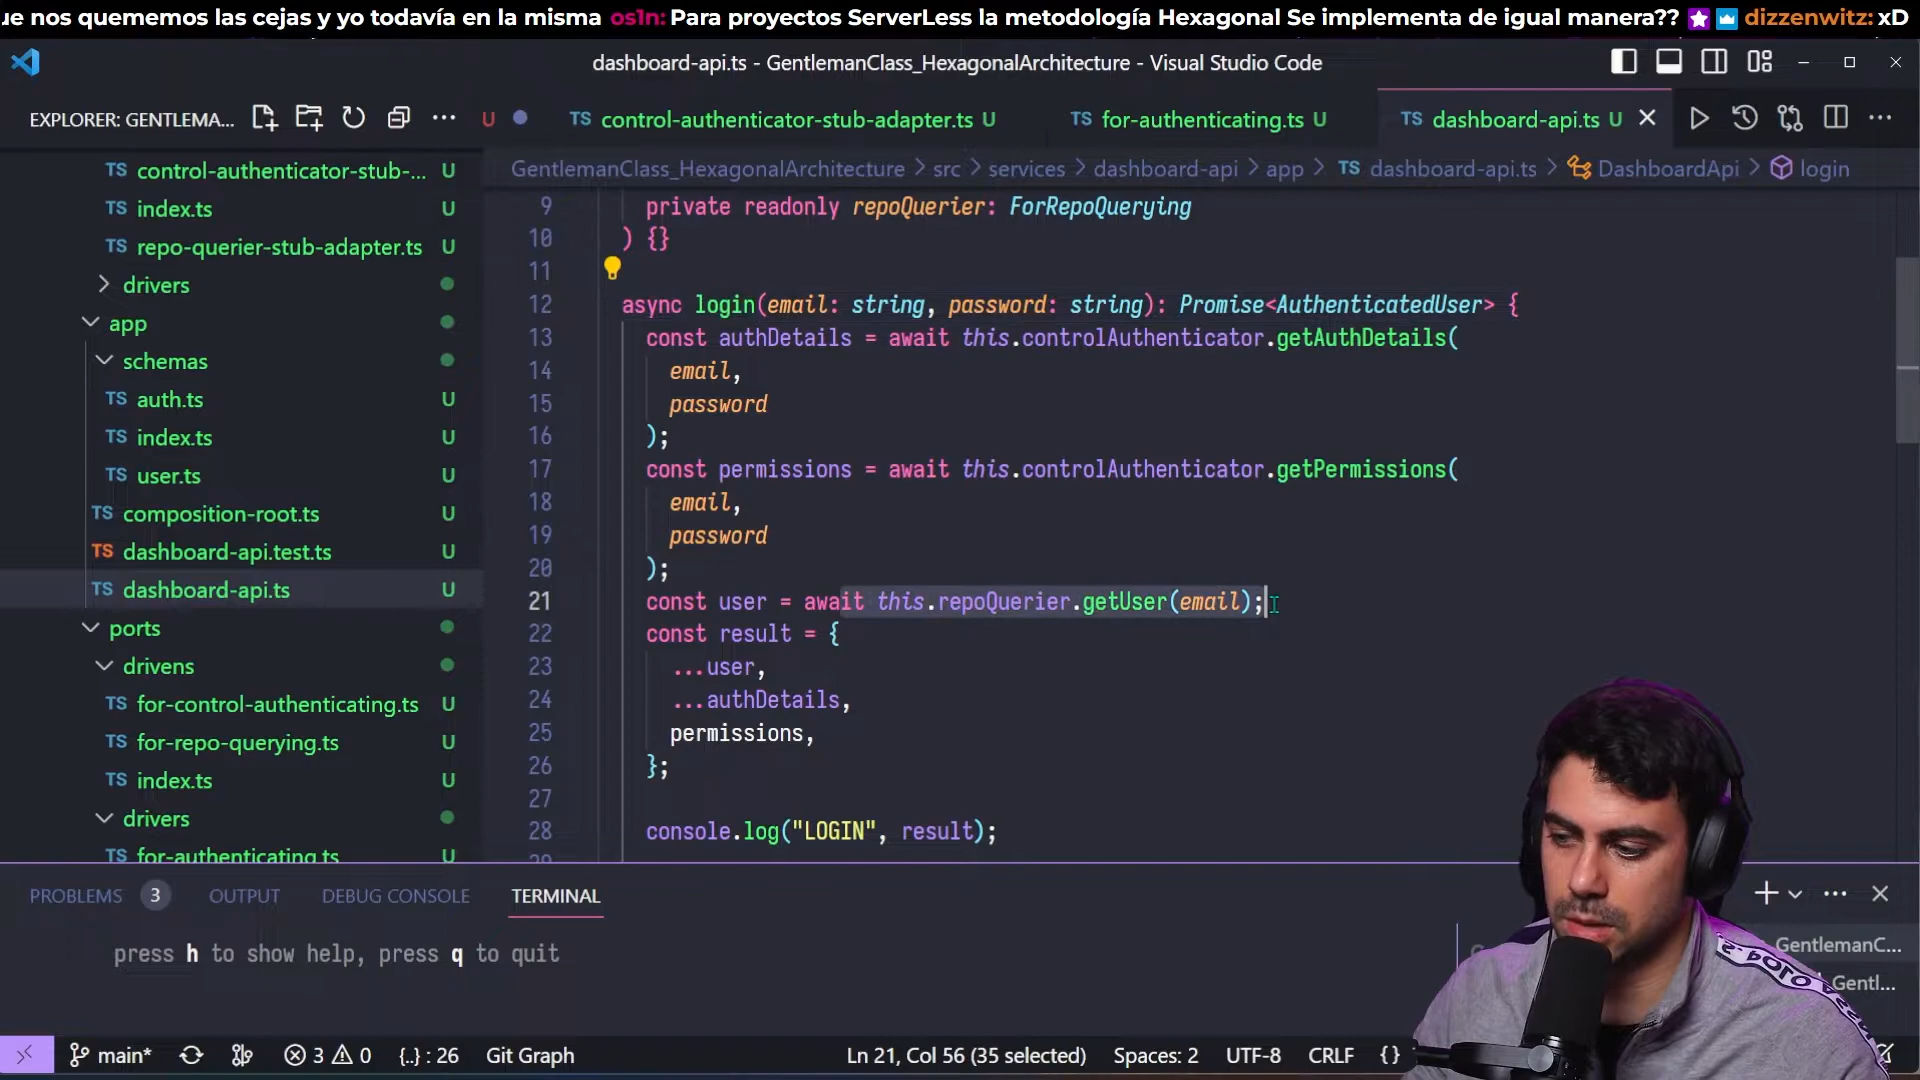 ue nos quememos las cejas y yo todavía en la misma os1n: Para proyectos ServerLess la metodología Hexagonal Se implementa de igual manera?? dizzenwitz: xD
dashboard-api.ts - GentlemanClass_HexagonalArchitecture - Visual Studio Code
EXPLORER: GENTLEMA...
U
TS control-authenticator-stub-adapter.ts U
TS for-authenticating.ts U
TS dashboard-api.ts U
GentlemanClass_HexagonalArchitecture > src > services > dashboard-api > app > TS dashboard-api.ts > DashboardApi > login
TS control-authenticator-stub-... U
TS index.ts U
TS repo-querier-stub-adapter.ts U
drivers
app
schemas
TS auth.ts U
TS index.ts U
TS user.ts U
TS composition-root.ts U
TS dashboard-api.test.ts U
TS dashboard-api.ts U
ports
drivens
TS for-control-authenticating.ts U
TS for-repo-querying.ts U
TS index.ts U
drivers
TS for-authenticating.ts U
9 private readonly repoQuerier: ForRepoQuerying
10 ) {}
11
12 async login(email: string, password: string): Promise<AuthenticatedUser> {
13 const authDetails = await this.controlAuthenticator.getAuthDetails(
14 email,
15 password
16 );
17 const permissions = await this.controlAuthenticator.getPermissions(
18 email,
19 password
20 );
21 const user = await this.repoQuerier.getUser(email);
22 const result = {
23 ...user,
24 ...authDetails,
25 permissions,
26 };
27
28 console.log("LOGIN", result);
PROBLEMS 3 OUTPUT DEBUG CONSOLE TERMINAL
press h to show help, press q to quit
GentlemanC...
Gentl...
main* 3 0 {..} : 26 Git Graph Ln 21, Col 56 (35 selected) Spaces: 2 UTF-8 CRLF {}